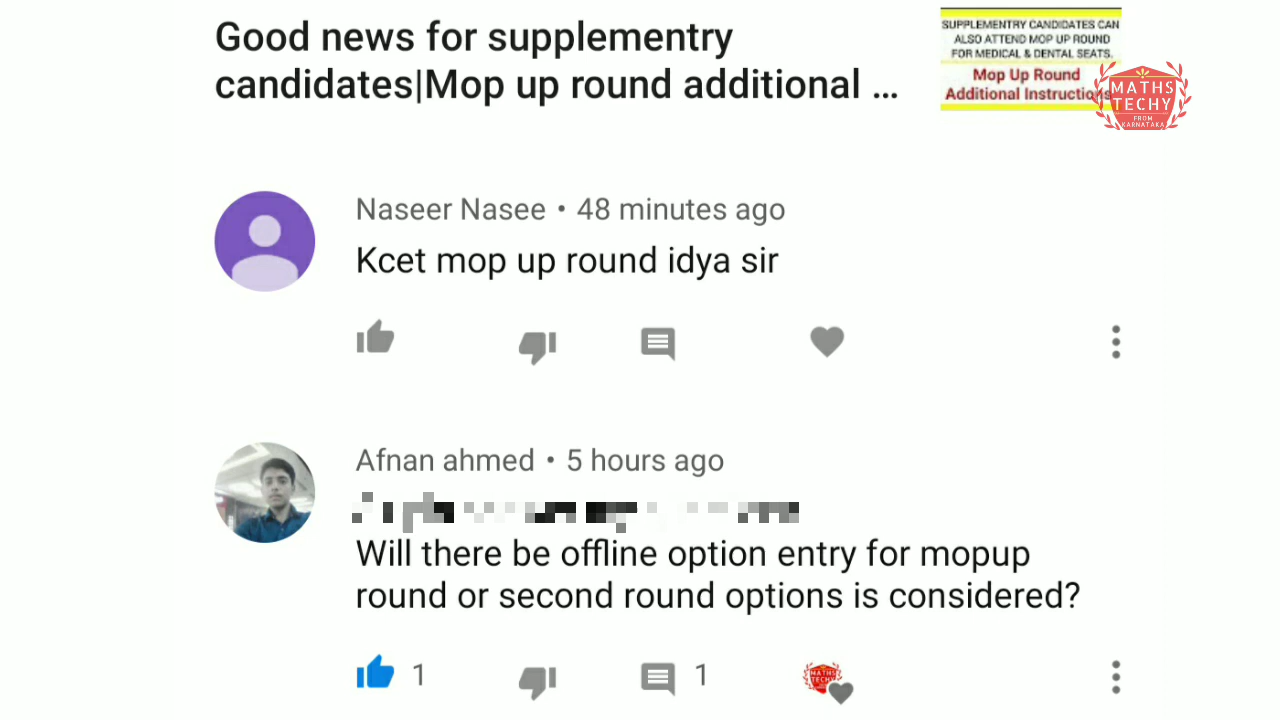 Good news for supplementry
candidates|Mop up round additional ...
SUPPLEMENTRY CANDIDATES CAN
ALSO ATTEND MOP UP ROUND
FOR MEDICAL & DENTAL SEATS.
Mop Up Round
Additional Instructions
MATHS
TECHY
FROM
KARNATAKA
Naseer Nasee • 48 minutes ago
Kcet mop up round idya sir
Afnan ahmed • 5 hours ago
Will there be offline option entry for mopup
round or second round options is considered?
1
1
MATHS
TECHY